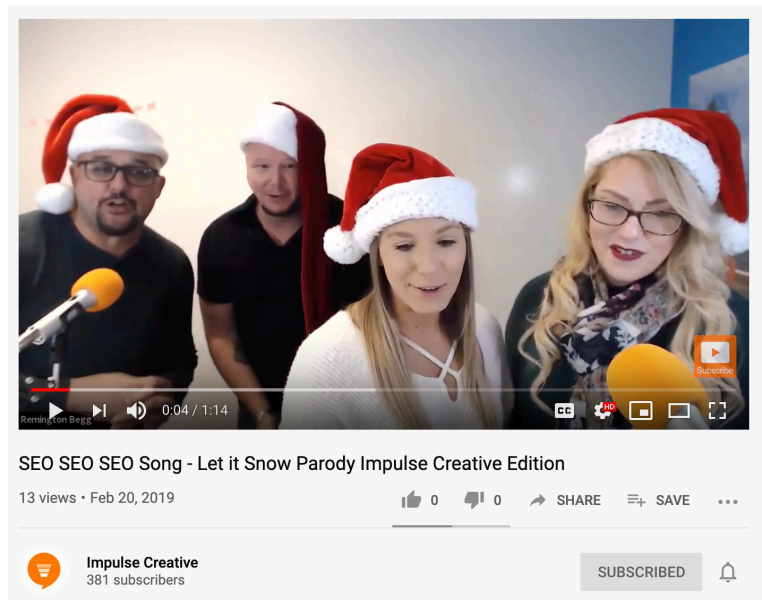 Subscribe
0:04 / 1:14
CC
HD
Remington Begg
SEO SEO SEO Song - Let it Snow Parody Impulse Creative Edition
13 views • Feb 20, 2019
0
0
SHARE
SAVE
Impulse Creative
381 subscribers
SUBSCRIBED